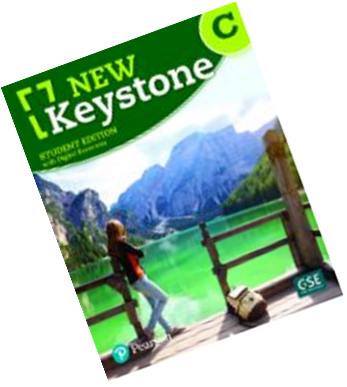 C
NEW
Keystone
STUDENT EDITION
with Digital Resources
Pearson
GSE